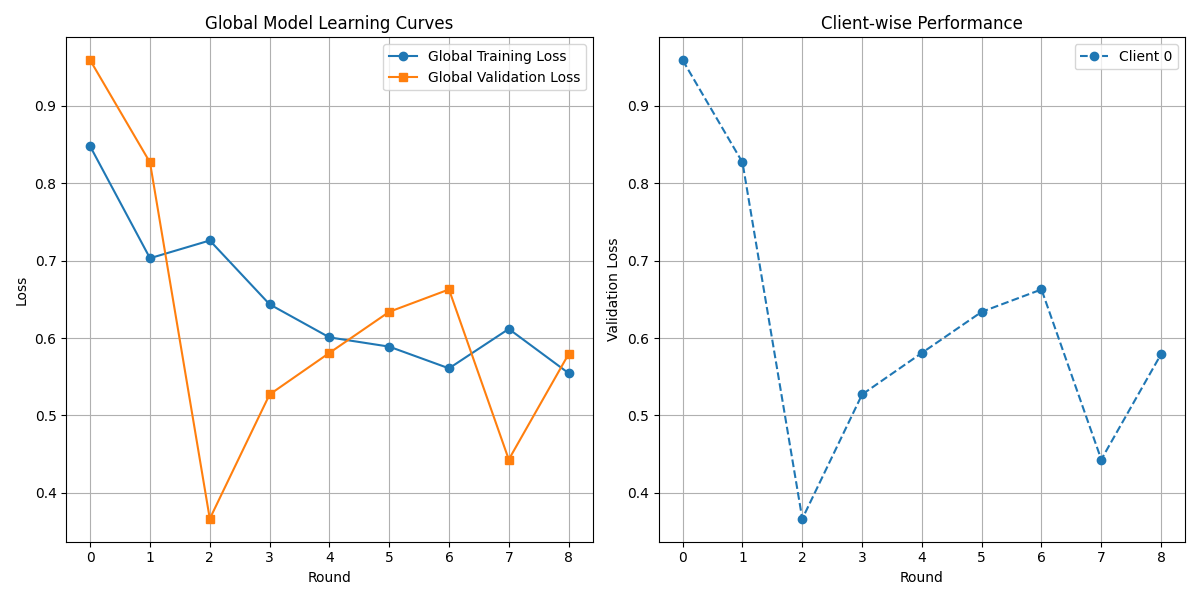 Global Model Learning Curves
Global Training Loss
Global Validation Loss
Loss
0.9
0.8
0.7
0.6
0.5
0.4
0 1 2 3 4 5 6 7 8
Round
Client-wise Performance
Client 0
Validation Loss
0.9
0.8
0.7
0.6
0.5
0.4
0 1 2 3 4 5 6 7 8
Round